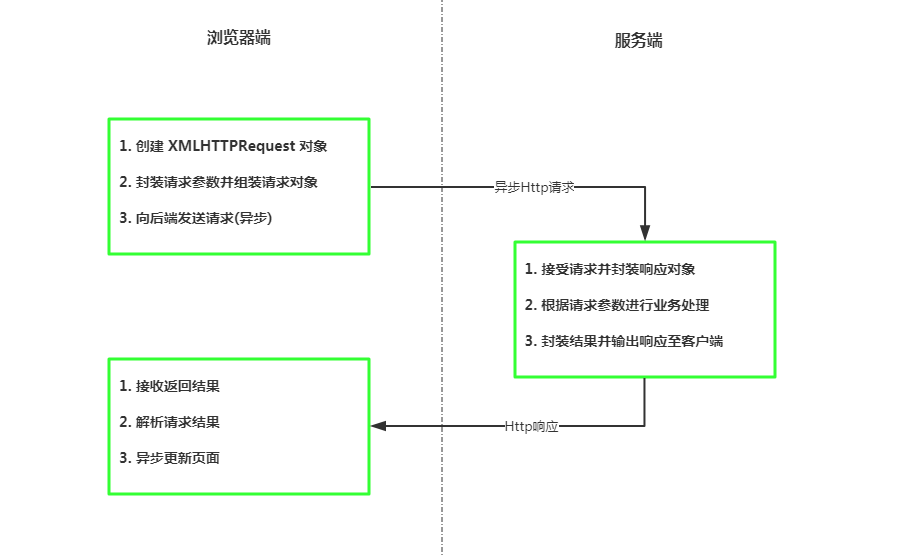 浏览器端
服务端
1. 创建 XMLHTTPRequest 对象
2. 封装请求参数并组装请求对象
3. 向后端发送请求(异步)
异步Http请求
1. 接受请求并封装响应对象
2. 根据请求参数进行业务处理
3. 封装结果并输出响应至客户端
Http响应
1. 接收返回结果
2. 解析请求结果
3. 异步更新页面